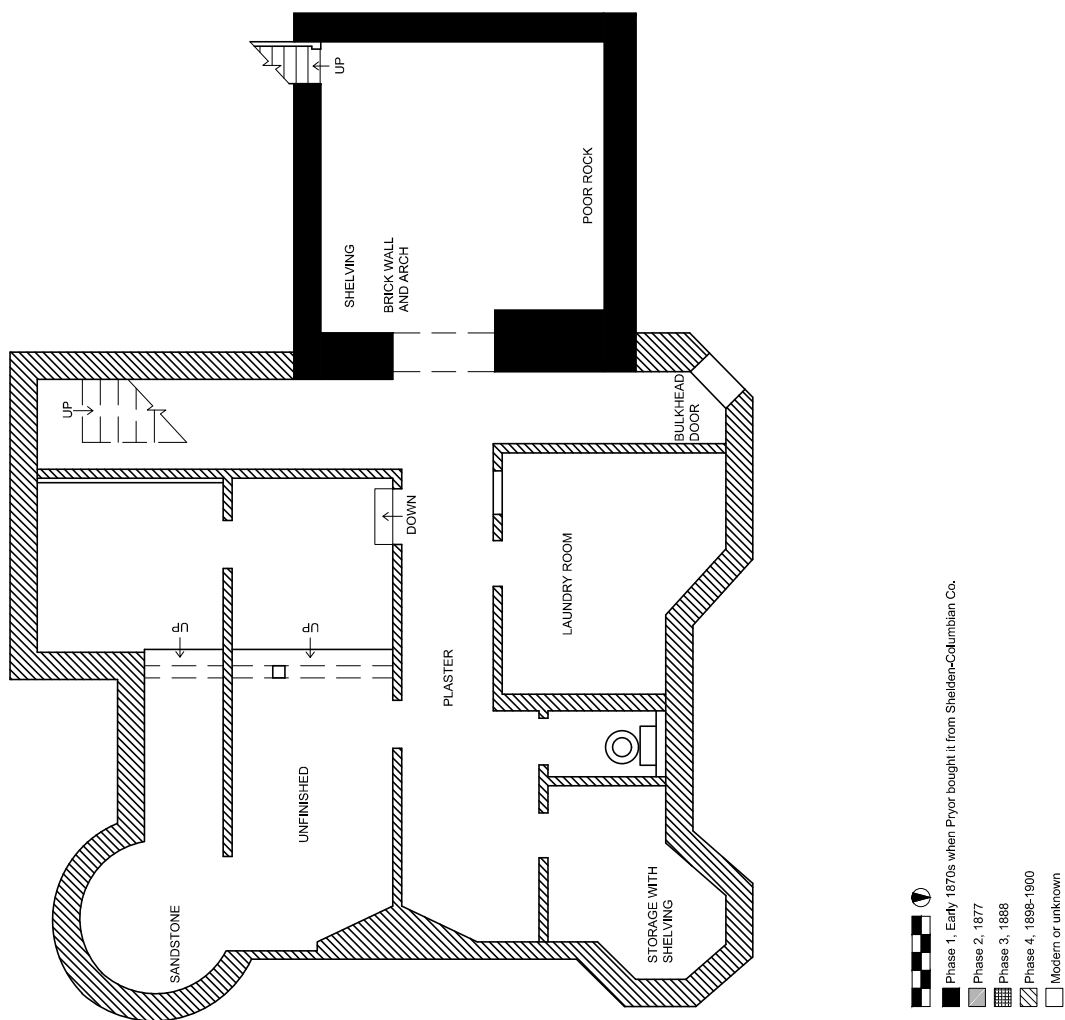 UP
POOR ROCK
SHELVING
BRICK WALL
AND ARCH
UP
BULKHEAD
DOOR
DOWN
LAUNDRY ROOM
UP
UP
PLASTER
UNFINISHED
SANDSTONE
STORAGE WITH
SHELVING
Phase 1, Early 1870s when Pryor bought it from Shelden-Columbian Co.
Phase 2, 1877
Phase 3, 1888
Phase 4, 1898-1900
Modern or unknown